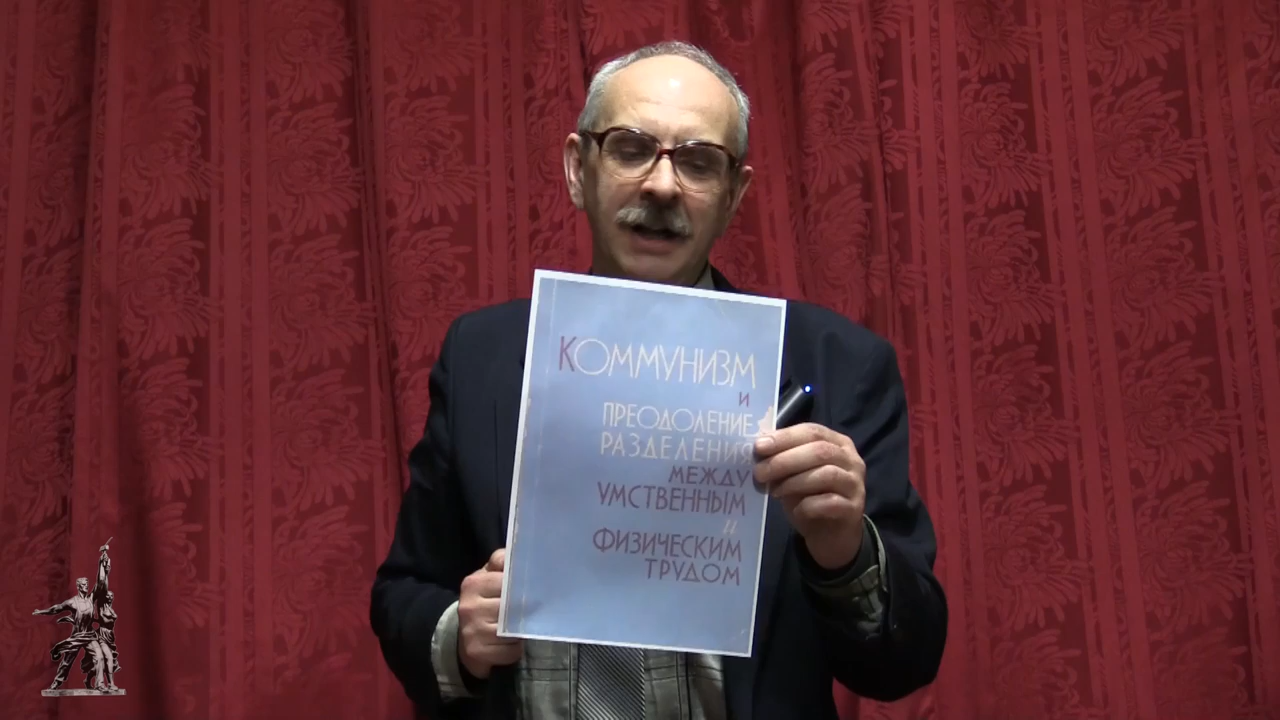 КОММУНИЗМ
И
ПРЕОДОЛЕНИЕ
РАЗДЕЛЕНИЯ
МЕЖДУ
УМСТВЕННЫМ
И
ФИЗИЧЕСКИМ
ТРУДОМ